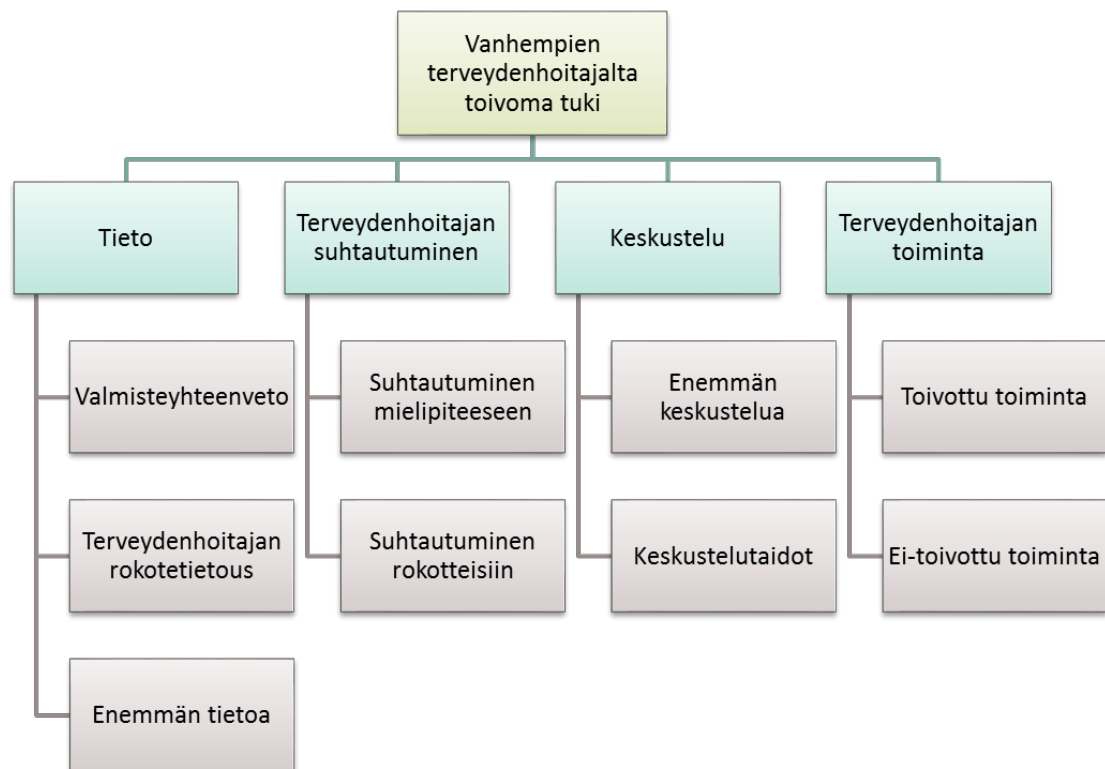 Vanhempien
terveydenhoitajalta
toivoma tuki
Tieto
Terveydenhoitajan
suhtautuminen
Keskustelu
Terveydenhoitajan
toiminta
Valmisteyhteenveto
Suhtautuminen
mielipiteeseen
Enemmän
keskustelua
Toivottu toiminta
Terveydenhoitajan
rokotetietous
Suhtautuminen
rokotteisiin
Keskustelutaidot
Ei-toivottu toiminta
Enemmän tietoa